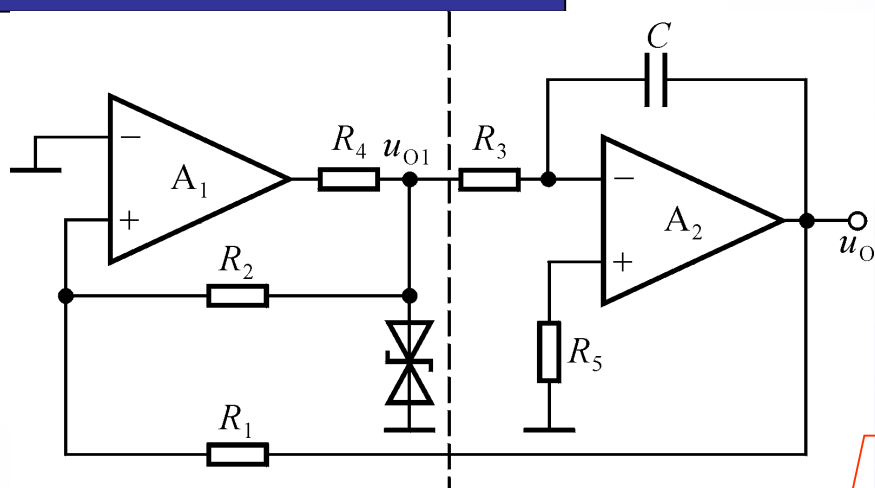 C
R4 uO1 R3
− A1 +
− A2 +
uO
R2
R5
R1